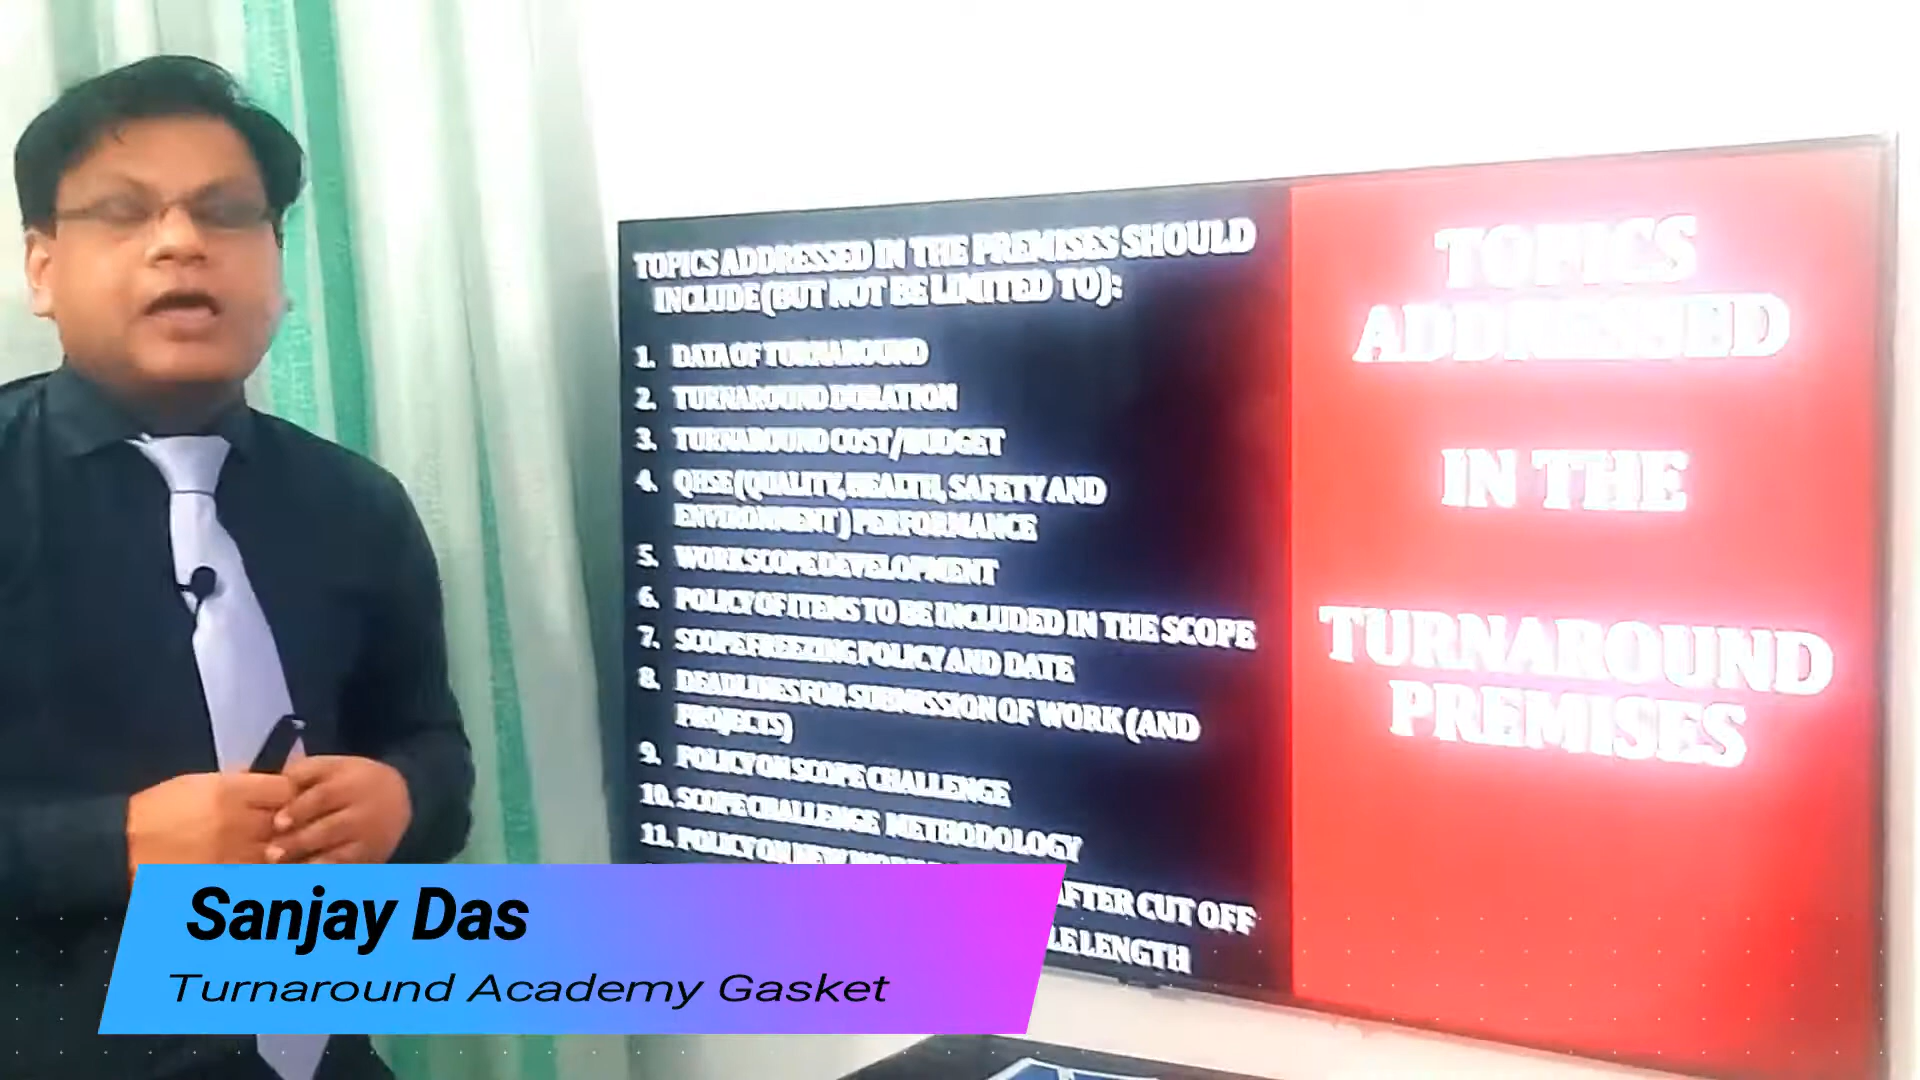 TOPICS ADDRESSED IN THE PREMISES SHOULD
INCLUDE (BUT NOT BE LIMITED TO):
1. DATA OF TURNAROUND
2. TURNAROUND DURATION
3. TURNAROUND COST/BUDGET
4. QHSE (QUALITY, HEALTH, SAFETY AND
ENVIRONMENT) PERFORMANCE
5. WORKSCOPE DEVELOPMENT
6. POLICY OF ITEMS TO BE INCLUDED IN THE SCOPE
7. SCOPE FREEZING POLICY AND DATE
8. DEADLINES FOR SUBMISSION OF WORK (AND
PROJECTS)
9. POLICY ON SCOPE CHALLENGE
10. SCOPE CHALLENGE METHODOLOGY
11. POLICY ON NEW WORK
AFTER CUT OFF
LENGTH
TOPICS
ADDRESSED
IN THE
TURNAROUND
PREMISES
Sanjay Das
Turnaround Academy Gasket